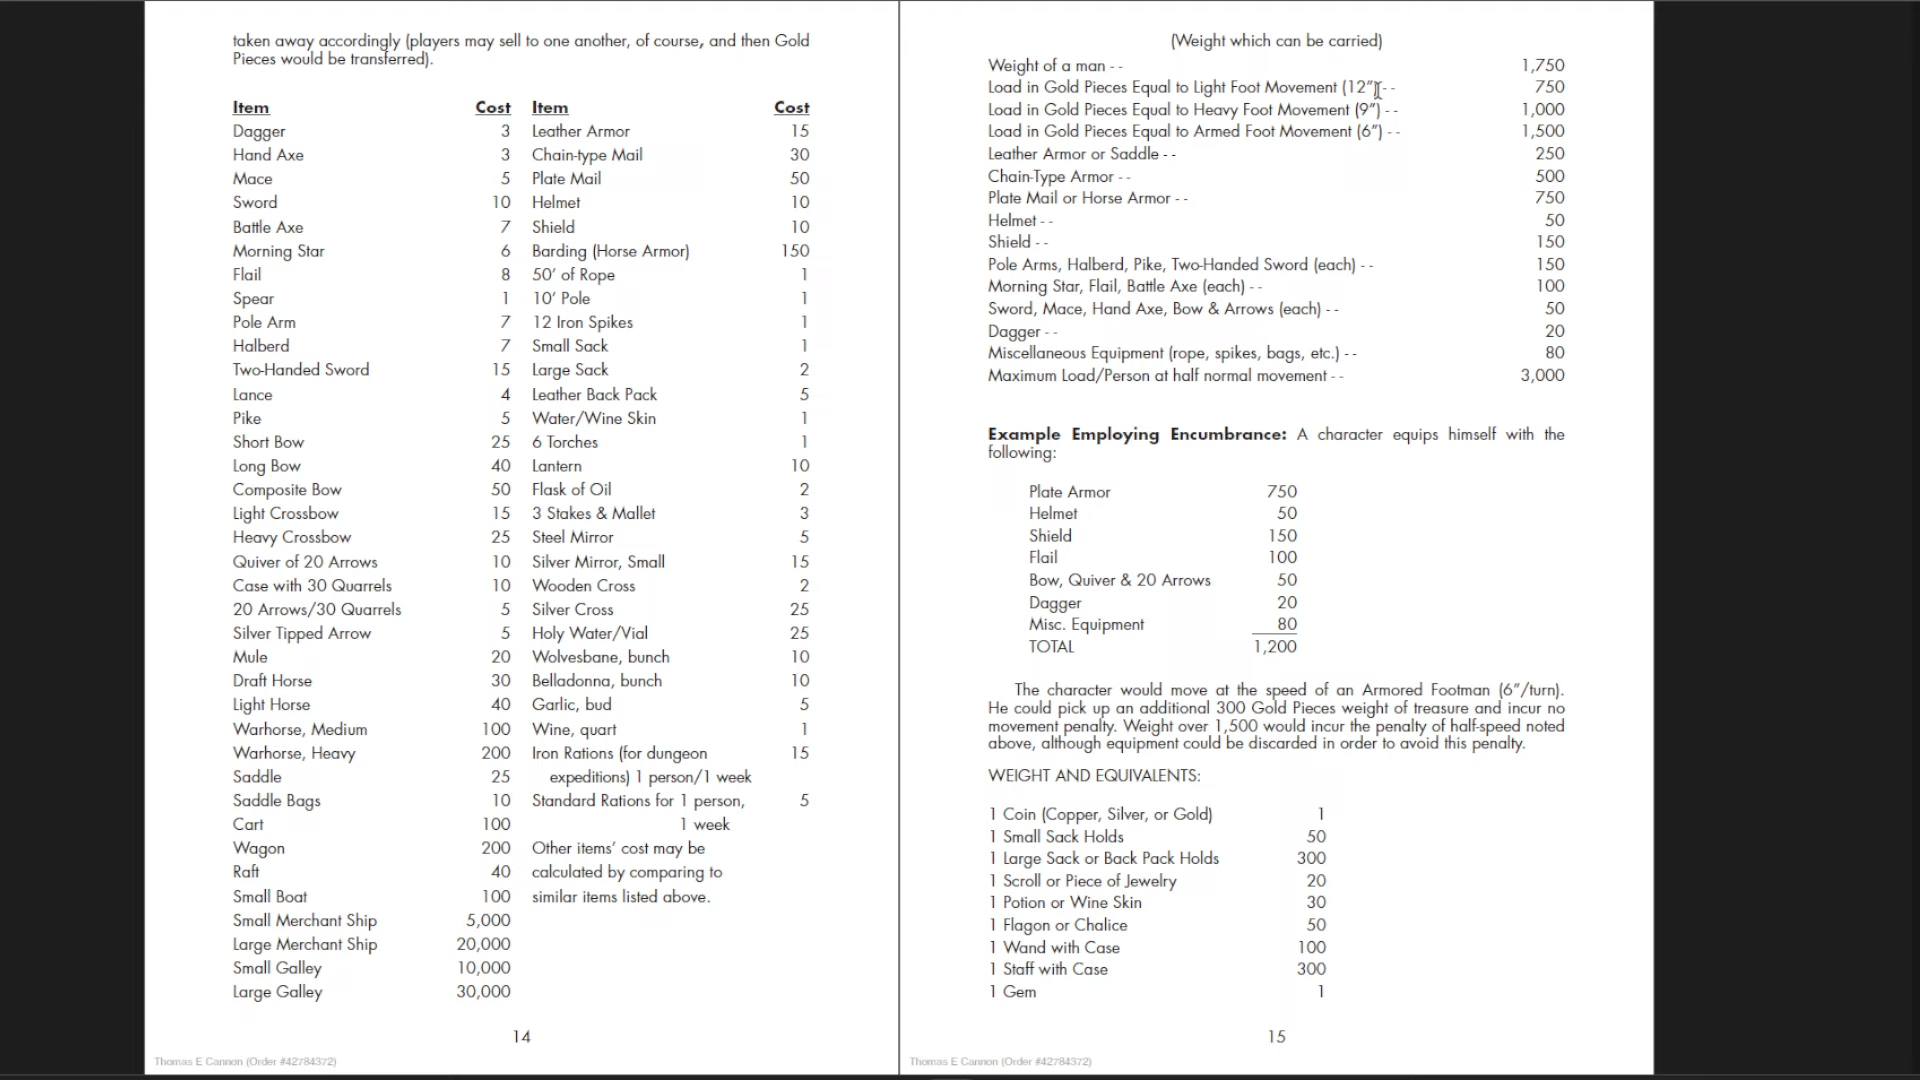 taken away accordingly (players may sell to one another, of course, and then Gold
Pieces would be transferred).
Item Cost Item Cost
Dagger 3 Leather Armor 15
Hand Axe 3 Chain-type Mail 30
Mace 5 Plate Mail 50
Sword 10 Helmet 10
Battle Axe 7 Shield 10
Morning Star 6 Barding (Horse Armor) 150
Flail 8 50′ of Rope 1
Spear 1 10′ Pole 1
Pole Arm 7 12 Iron Spikes 1
Halberd 7 Small Sack 1
Two-Handed Sword 15 Large Sack 2
Lance 4 Leather Back Pack 5
Pike 5 Water/Wine Skin 1
Short Bow 25 6 Torches 1
Long Bow 40 Lantern 10
Composite Bow 50 Flask of Oil 2
Light Crossbow 15 3 Stakes & Mallet 3
Heavy Crossbow 25 Steel Mirror 5
Quiver of 20 Arrows 10 Silver Mirror, Small 15
Case with 30 Quarrels 10 Wooden Cross 2
20 Arrows/30 Quarrels 5 Silver Cross 25
Silver Tipped Arrow 5 Holy Water/Vial 25
Mule 20 Wolvesbane, bunch 10
Draft Horse 30 Belladonna, bunch 10
Light Horse 40 Garlic, bud 5
Warhorse, Medium 100 Wine, quart 1
Warhorse, Heavy 200 Iron Rations (for dungeon 15
Saddle 25 expeditions) 1 person/1 week
Saddle Bags 10 Standard Rations for 1 person, 5
Cart 100 1 week
Wagon 200 Other items’ cost may be
Raft 40 calculated by comparing to
Small Boat 100 similar items listed above.
Small Merchant Ship 5,000
Large Merchant Ship 20,000
Small Galley 10,000
Large Galley 30,000
14
Thomas E Cannon (Order #42784372)
(Weight which can be carried)
Weight of a man - - 1,750
Load in Gold Pieces Equal to Light Foot Movement (12″) - - 750
Load in Gold Pieces Equal to Heavy Foot Movement (9″) - - 1,000
Load in Gold Pieces Equal to Armed Foot Movement (6″) - - 1,500
Leather Armor or Saddle - - 250
Chain-Type Armor - - 500
Plate Mail or Horse Armor - - 750
Helmet - - 50
Shield - - 150
Pole Arms, Halberd, Pike, Two-Handed Sword (each) - - 150
Morning Star, Flail, Battle Axe (each) - - 100
Sword, Mace, Hand Axe, Bow & Arrows (each) - - 50
Dagger - - 20
Miscellaneous Equipment (rope, spikes, bags, etc.) - - 80
Maximum Load/Person at half normal movement - - 3,000
Example Employing Encumbrance: A character equips himself with the
following:
Plate Armor 750
Helmet 50
Shield 150
Flail 100
Bow, Quiver & 20 Arrows 50
Dagger 20
Misc. Equipment 80
TOTAL 1,200
The character would move at the speed of an Armored Footman (6″/turn).
He could pick up an additional 300 Gold Pieces weight of treasure and incur no
movement penalty. Weight over 1,500 would incur the penalty of half-speed noted
above, although equipment could be discarded in order to avoid this penalty.
WEIGHT AND EQUIVALENTS:
1 Coin (Copper, Silver, or Gold) 1
1 Small Sack Holds 50
1 Large Sack or Back Pack Holds 300
1 Scroll or Piece of Jewelry 20
1 Potion or Wine Skin 30
1 Flagon or Chalice 50
1 Wand with Case 100
1 Staff with Case 300
1 Gem 1
15
Thomas E Cannon (Order #42784372)